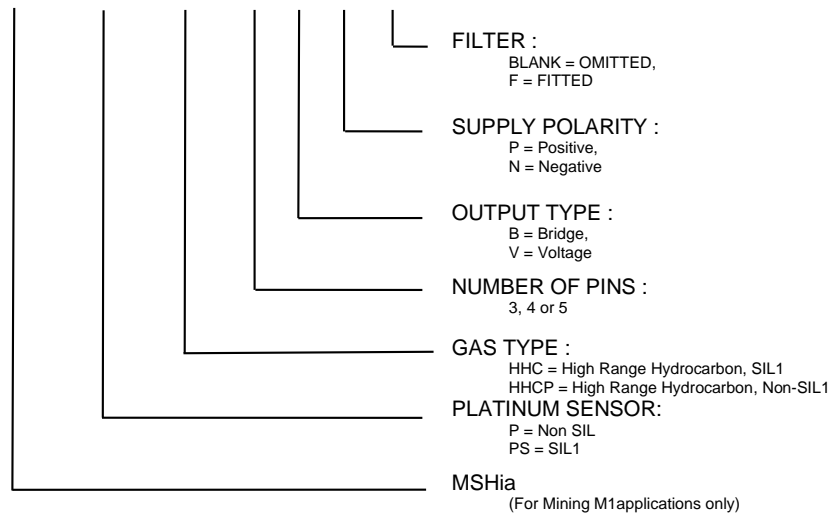 FILTER :
BLANK = OMITTED,
F = FITTED
SUPPLY POLARITY :
P = Positive,
N = Negative
OUTPUT TYPE :
B = Bridge,
V = Voltage
NUMBER OF PINS :
3, 4 or 5
GAS TYPE :
HHC = High Range Hydrocarbon, SIL1
HHCP = High Range Hydrocarbon, Non-SIL1
PLATINUM SENSOR:
P = Non SIL
PS = SIL1
MSHia
(For Mining M1applications only)